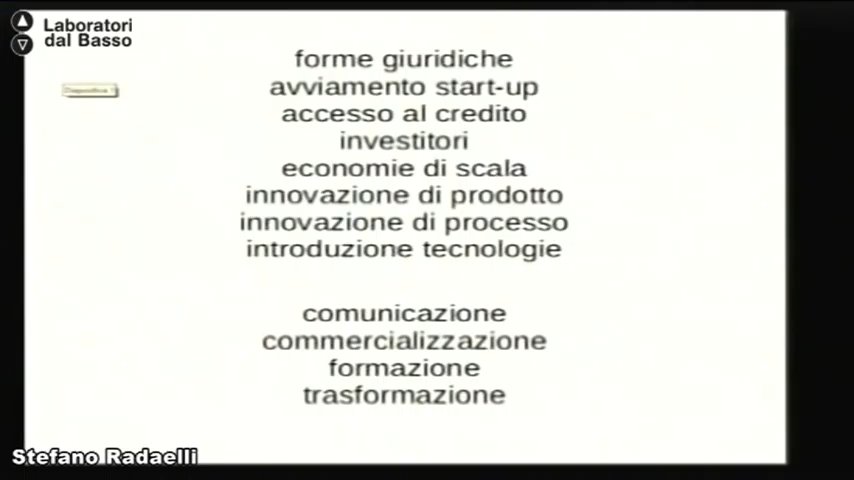 Laboratori
dal Basso
forme giuridiche
avviamento start-up
accesso al credito
investitori
economie di scala
innovazione di prodotto
innovazione di processo
introduzione tecnologie
comunicazione
commercializzazione
formazione
trasformazione
Stefano Radaelli